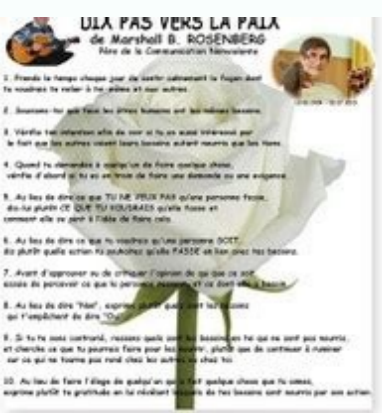 DIX PAS VERS LA PAIX
de Marshall B. ROSENBERG
Père de la Communication Nonviolente
1. Prends le temps chaque jour de sentir calmement la façon dont
tu voudrais te relier à toi-même et aux autres.
2. Souviens-toi que tous les êtres humains ont les mêmes besoins.
3. Vérifie ton intention afin de voir si tu es aussi intéressé par
le fait que les autres voient leurs besoins autant nourris que les tiens.
4. Quand tu demandes à quelqu'un de faire quelque chose,
vérifie d'abord si tu es en train de faire une demande ou une exigence.
5. Au lieu de dire ce que TU NE VEUX PAS qu'une personne fasse,
dis-lui plutôt CE QUE TU VOUDRAIS qu'elle fasse et
comment elle se sent à l'idée de faire cela.
6. Au lieu de dire ce que tu voudrais qu'une personne SOIT,
dis plutôt quelle action tu souhaites qu'elle FASSE en lien avec tes besoins.
7. Avant d'approuver ou de critiquer l'opinion de qui que ce soit,
essaie de percevoir ce que la personne ressent et ce dont elle a besoin.
8. Au lieu de dire "Non", exprime plutôt quels sont les besoins
qui t'empêchent de dire "Oui".
9. Si tu te sens contrarié, ressens quels sont les besoins en toi qui ne sont pas nourris,
et cherche ce que tu pourrais faire pour les nourrir, plutôt que de continuer à ruminer
sur ce qui ne tourne pas rond chez les autres ou chez toi.
10. Au lieu de faire l'éloge de quelqu'un qui a fait quelque chose que tu aimes,
exprime plutôt ta gratitude en lui révélant lesquels de tes besoins sont nourris par son action.